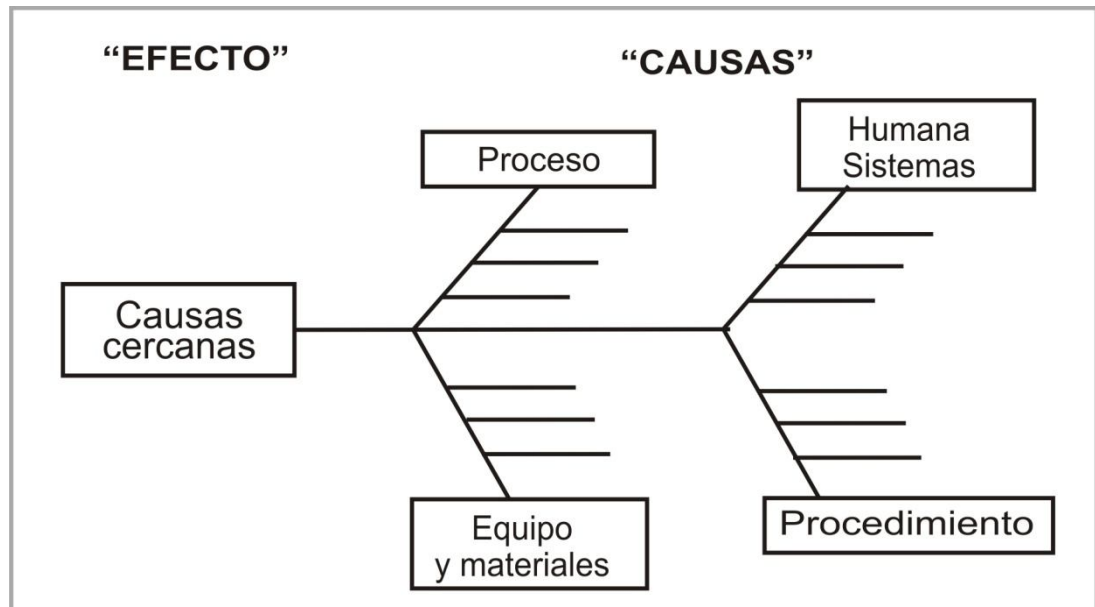 “EFECTO”
“CAUSAS”
Proceso
Humana
Sistemas
Causas
cercanas
Equipo
y materiales
Procedimiento